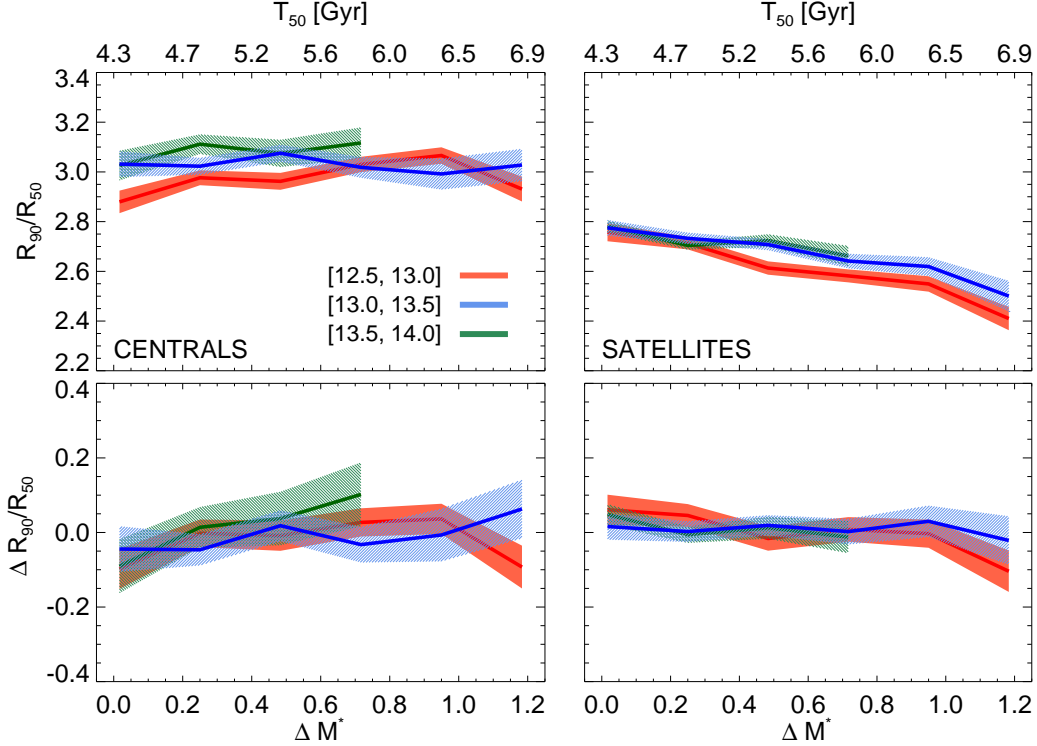 T50 [Gyr] T50 [Gyr]
4.3 4.7 5.2 5.6 6.0 6.5 6.9 4.3 4.7 5.2 5.6 6.0 6.5 6.9
3.4
3.2
3.0
2.8
2.6
2.4
2.2
R90/R50
[12.5, 13.0]
[13.0, 13.5]
[13.5, 14.0]
CENTRALS SATELLITES
0.4
0.2
0.0
-0.2
-0.4
Δ R90/R50
0.0 0.2 0.4 0.6 0.8 1.0 1.2 0.0 0.2 0.4 0.6 0.8 1.0 1.2
Δ M* Δ M*